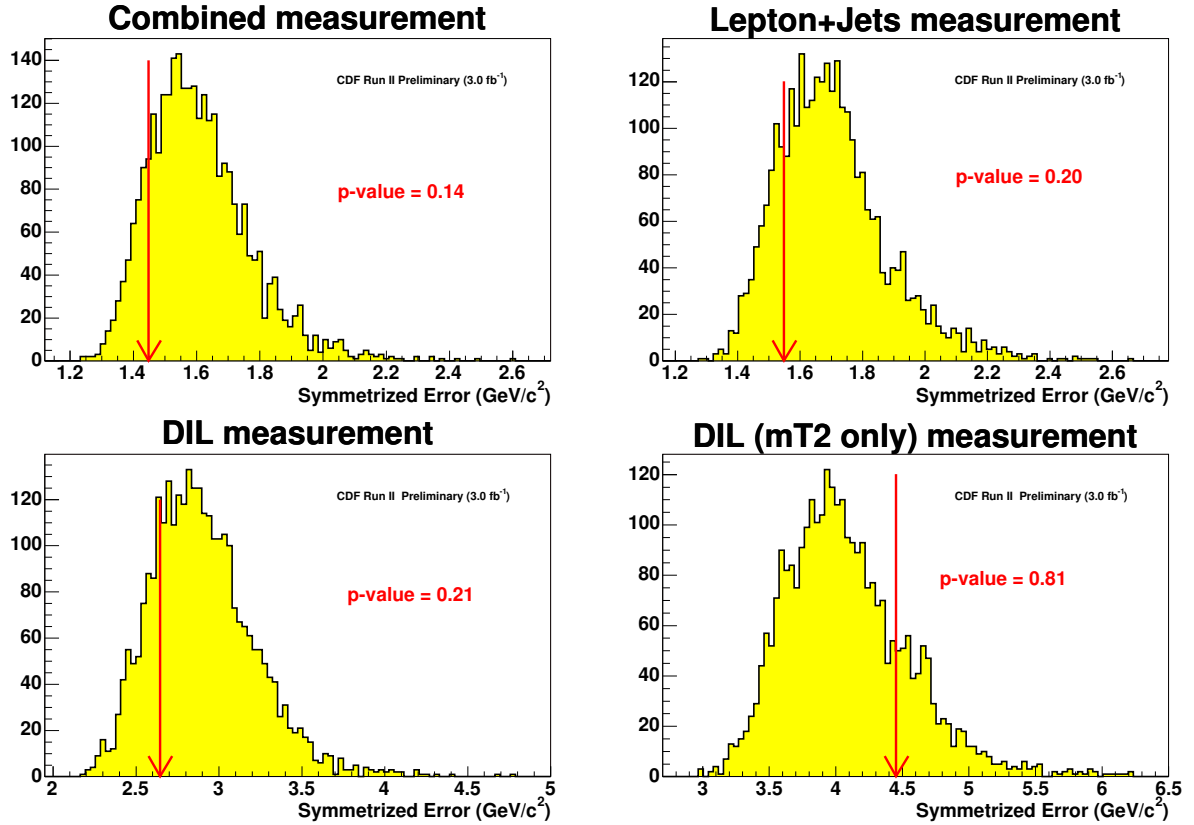 Combined measurement
140
120
100
80
60
40
20
0
CDF Run II Preliminary (3.0 fb⁻¹)
p-value = 0.14
1.2 1.4 1.6 1.8 2 2.2 2.4 2.6
Symmetrized Error (GeV/c²)
Lepton+Jets measurement
120
100
80
60
40
20
0
CDF Run II Preliminary (3.0 fb⁻¹)
p-value = 0.20
1.2 1.4 1.6 1.8 2 2.2 2.4 2.6
Symmetrized Error (GeV/c²)
DIL measurement
120
100
80
60
40
20
0
CDF Run II Preliminary (3.0 fb⁻¹)
p-value = 0.21
2 2.5 3 3.5 4 4.5 5
Symmetrized Error (GeV/c²)
DIL (mT2 only) measurement
120
100
80
60
40
20
0
CDF Run II Preliminary (3.0 fb⁻¹)
p-value = 0.81
3 3.5 4 4.5 5 5.5 6 6.5
Symmetrized Error (GeV/c²)